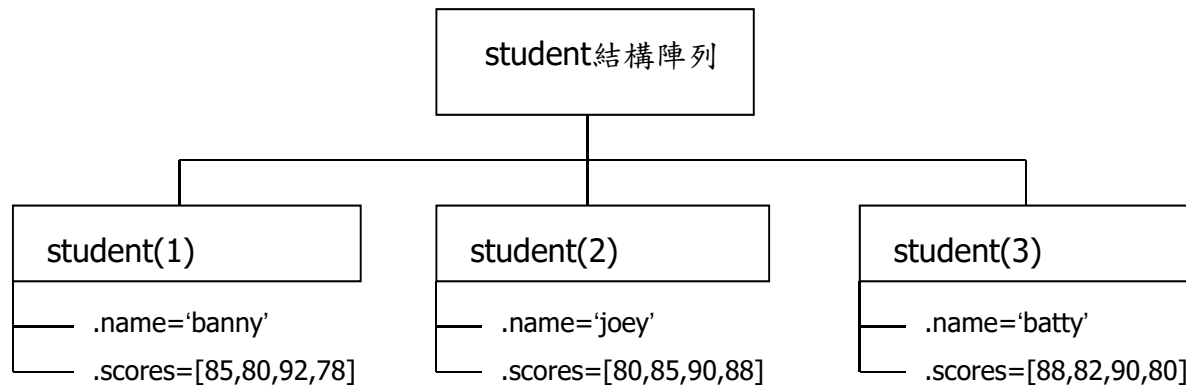 student結構陣列
student(1)
.name=‘banny’
.scores=[85,80,92,78]
student(2)
.name=‘joey’
.scores=[80,85,90,88]
student(3)
.name=‘batty’
.scores=[88,82,90,80]